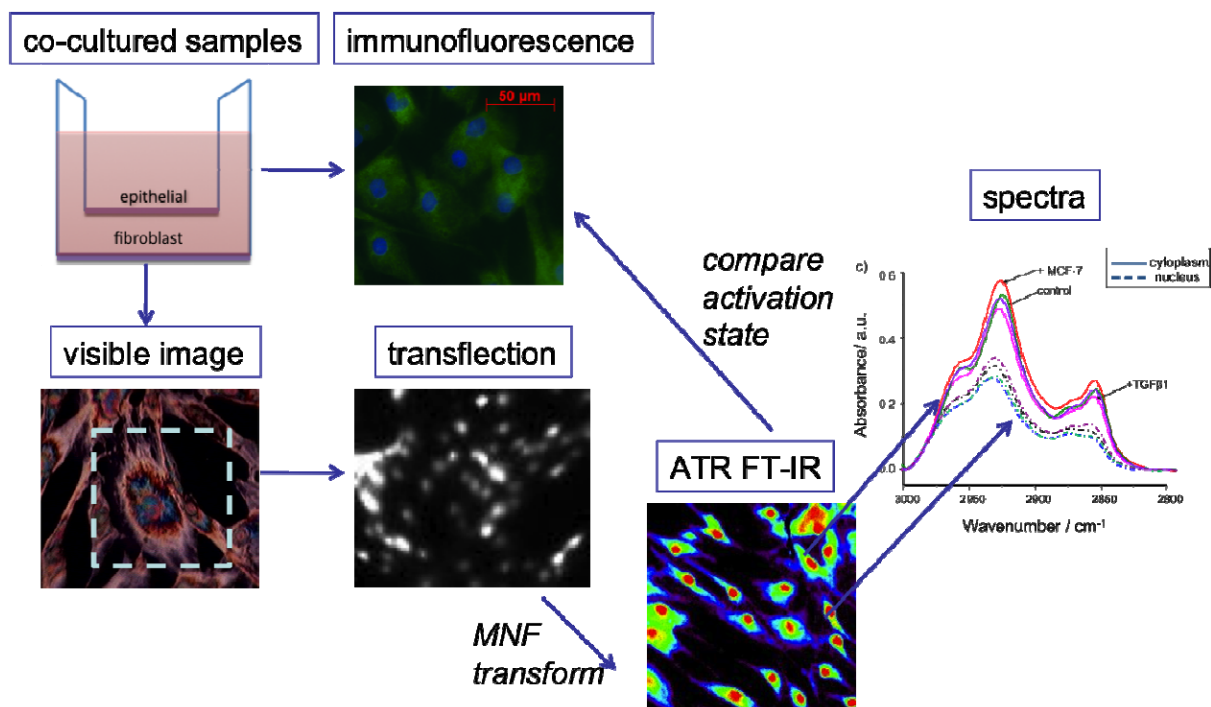 co-cultured samples
immunofluorescence
50 µm
epithelial
fibroblast
spectra
compare
activation
state
c)
0.6
+ MCF-7
control
cyloplasm
nucleus
visible image
transflection
Absorbance/ a.u.
0.4
0.2
0.0
+TGFβ1
ATR FT-IR
3000
2950
2900
2850
2800
Wavenumber / cm⁻¹
MNF
transform